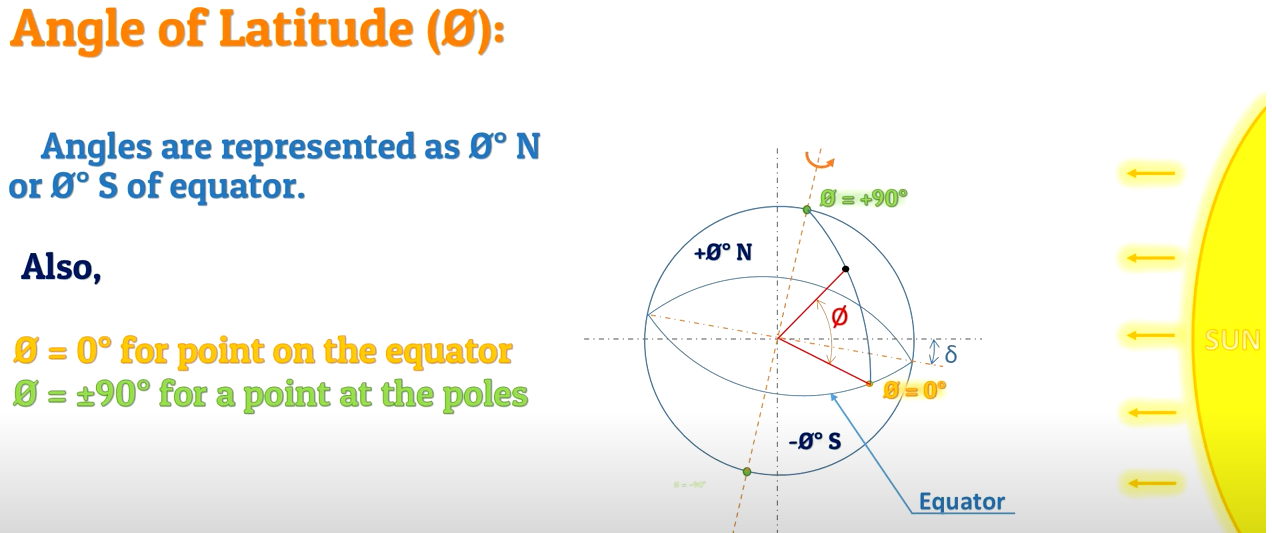 Angle of Latitude (Ø):
Angles are represented as Ø° N
or Ø° S of equator.
Also,
Ø = 0° for point on the equator
Ø = ±90° for a point at the poles
Ø = +90°
+Ø° N
Ø
δ
Ø = 0°
-Ø° S
Ø = -90°
Equator
SUN